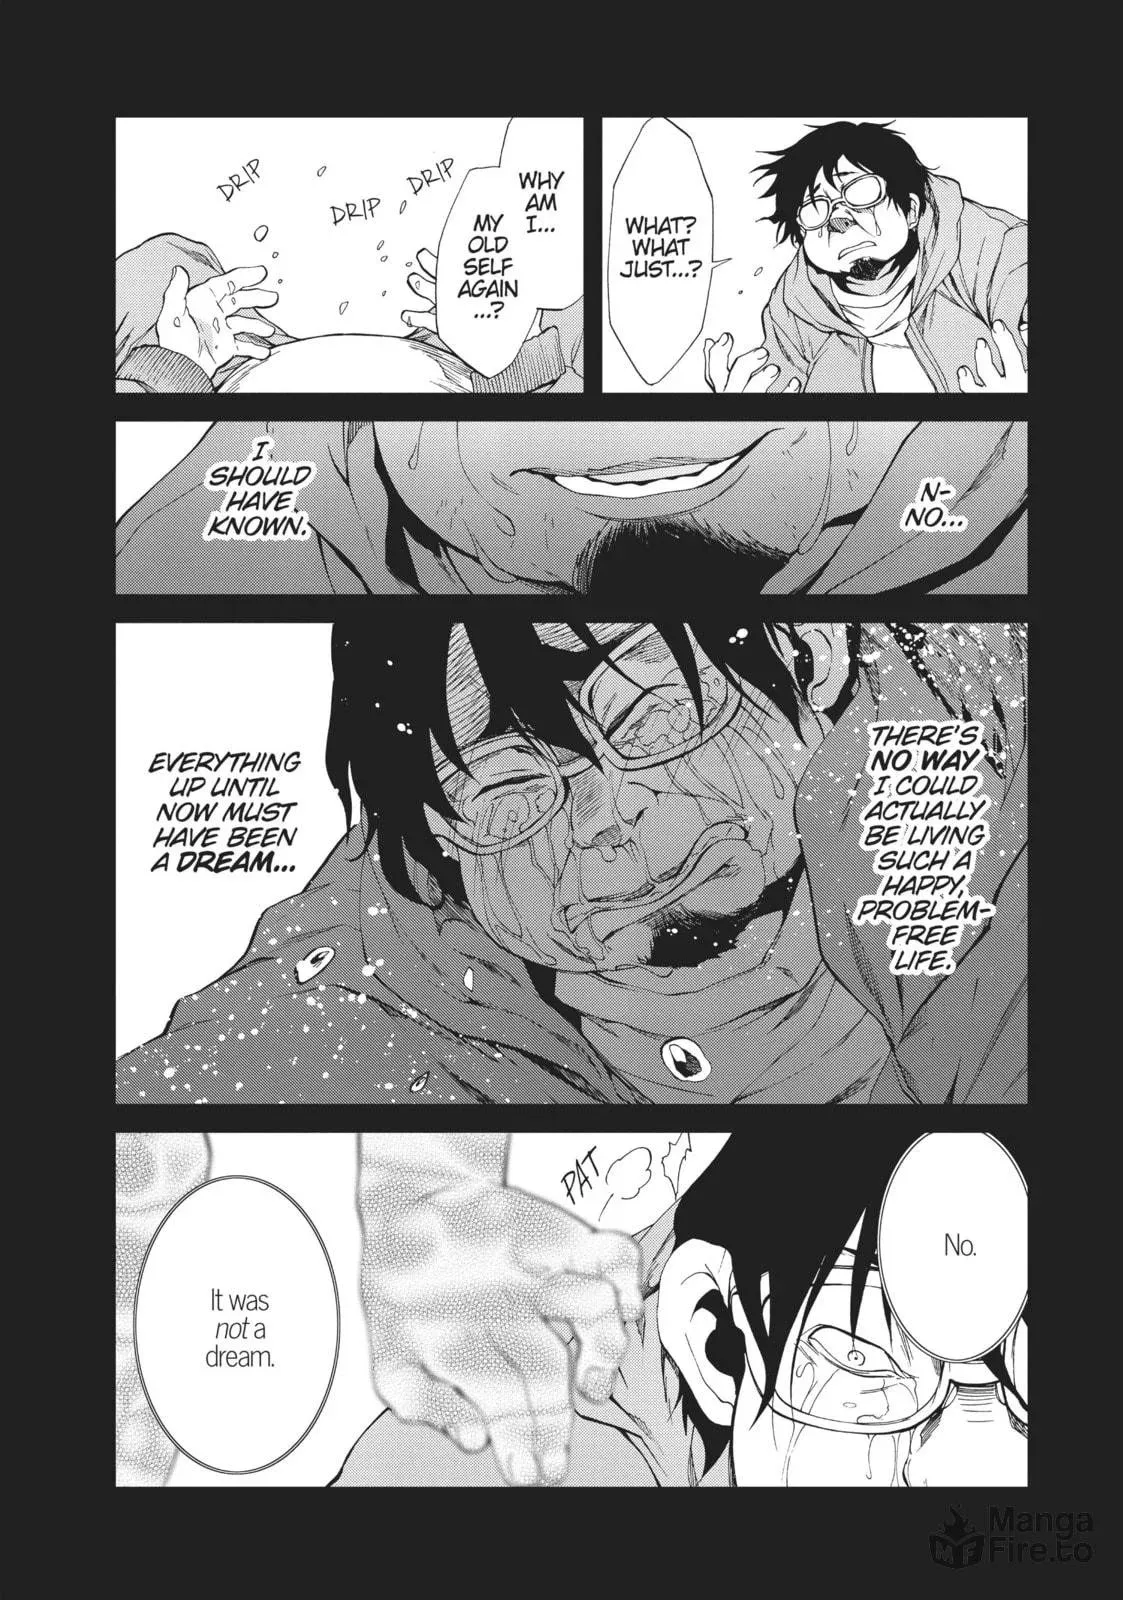 WHAT?
WHAT
JUST...?
WHY
AM
I...
MY
OLD
SELF
AGAIN
...?
DRIP
DRIP
DRIP
N-
NO...
I
SHOULD
HAVE
KNOWN.
THERE'S
NO WAY
I COULD
ACTUALLY
BE LIVING
SUCH A
HAPPY,
PROBLEM-
FREE
LIFE.
EVERYTHING
UP UNTIL
NOW MUST
HAVE BEEN
A DREAM...
No.
PAT
It was
not a
dream.
Manga
Fire.to
MF